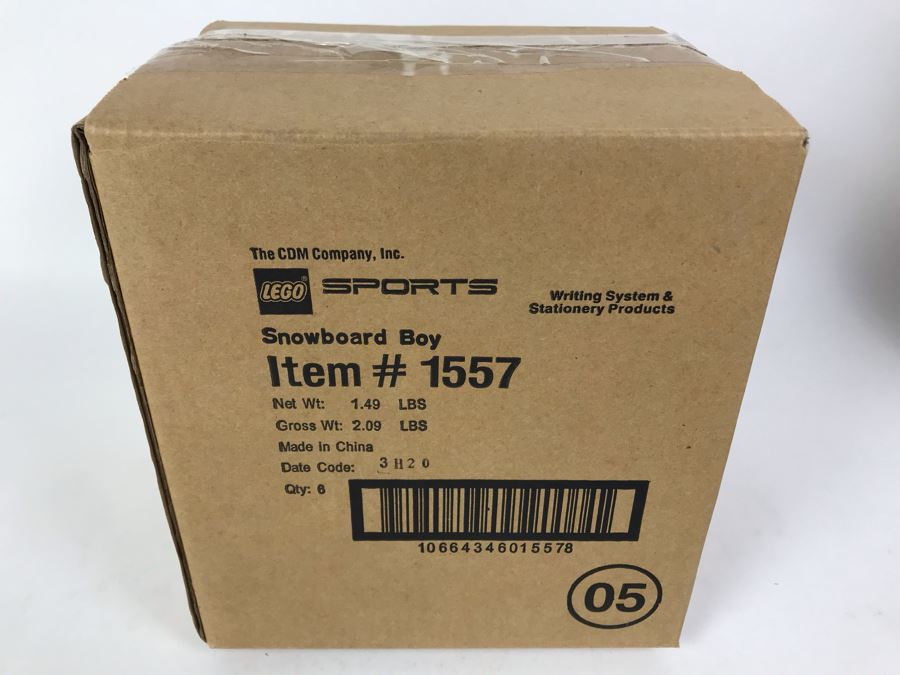 The CDM Company, Inc.
LEGO® SPORTS
Writing System &
Stationery Products
Snowboard Boy
Item # 1557
Net Wt: 1.49 LBS
Gross Wt: 2.09 LBS
Made in China
Date Code: 3H20
Qty: 6
10664346015578
05